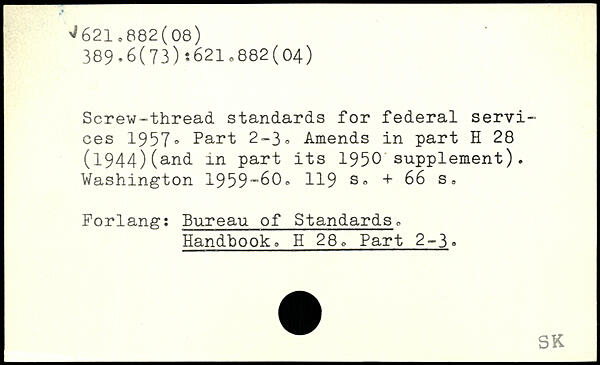 √621.882(08)
389.6(73):621.882(04)
Screw-thread standards for federal servi-
ces 1957. Part 2-3. Amends in part H 28
(1944)(and in part its 1950 supplement).
Washington 1959-60. 119 s. + 66 s.
Forlang: Bureau of Standards.
Handbook. H 28. Part 2-3.
SK